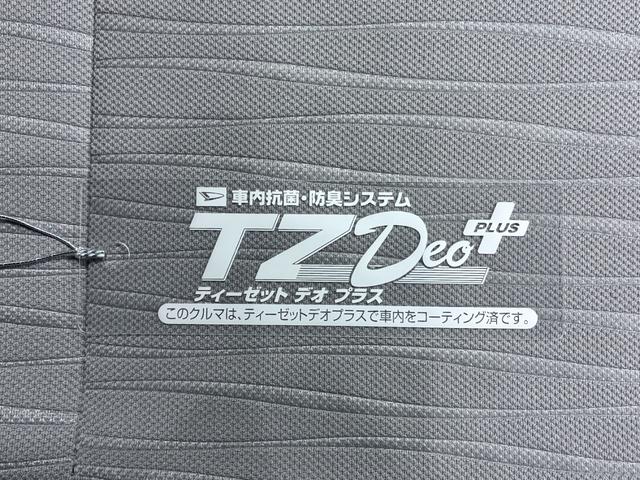 車内抗菌・防臭システム
TZ Deo PLUS
ティーゼット デオ プラス
このクルマは、ティーゼットデオプラスで車内をコーティング済です。